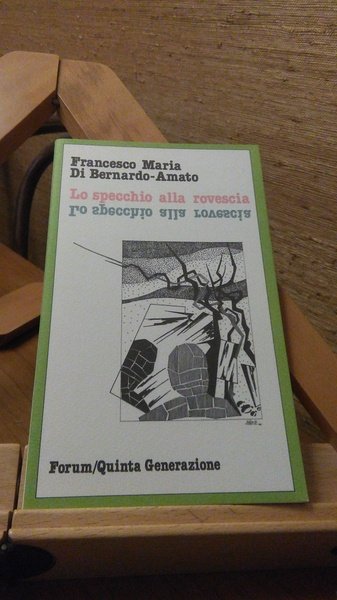 Francesco Maria
Di Bernardo-Amato
Lo specchio alla rovescia
Lo specchio alla rovescia
Forum/Quinta Generazione